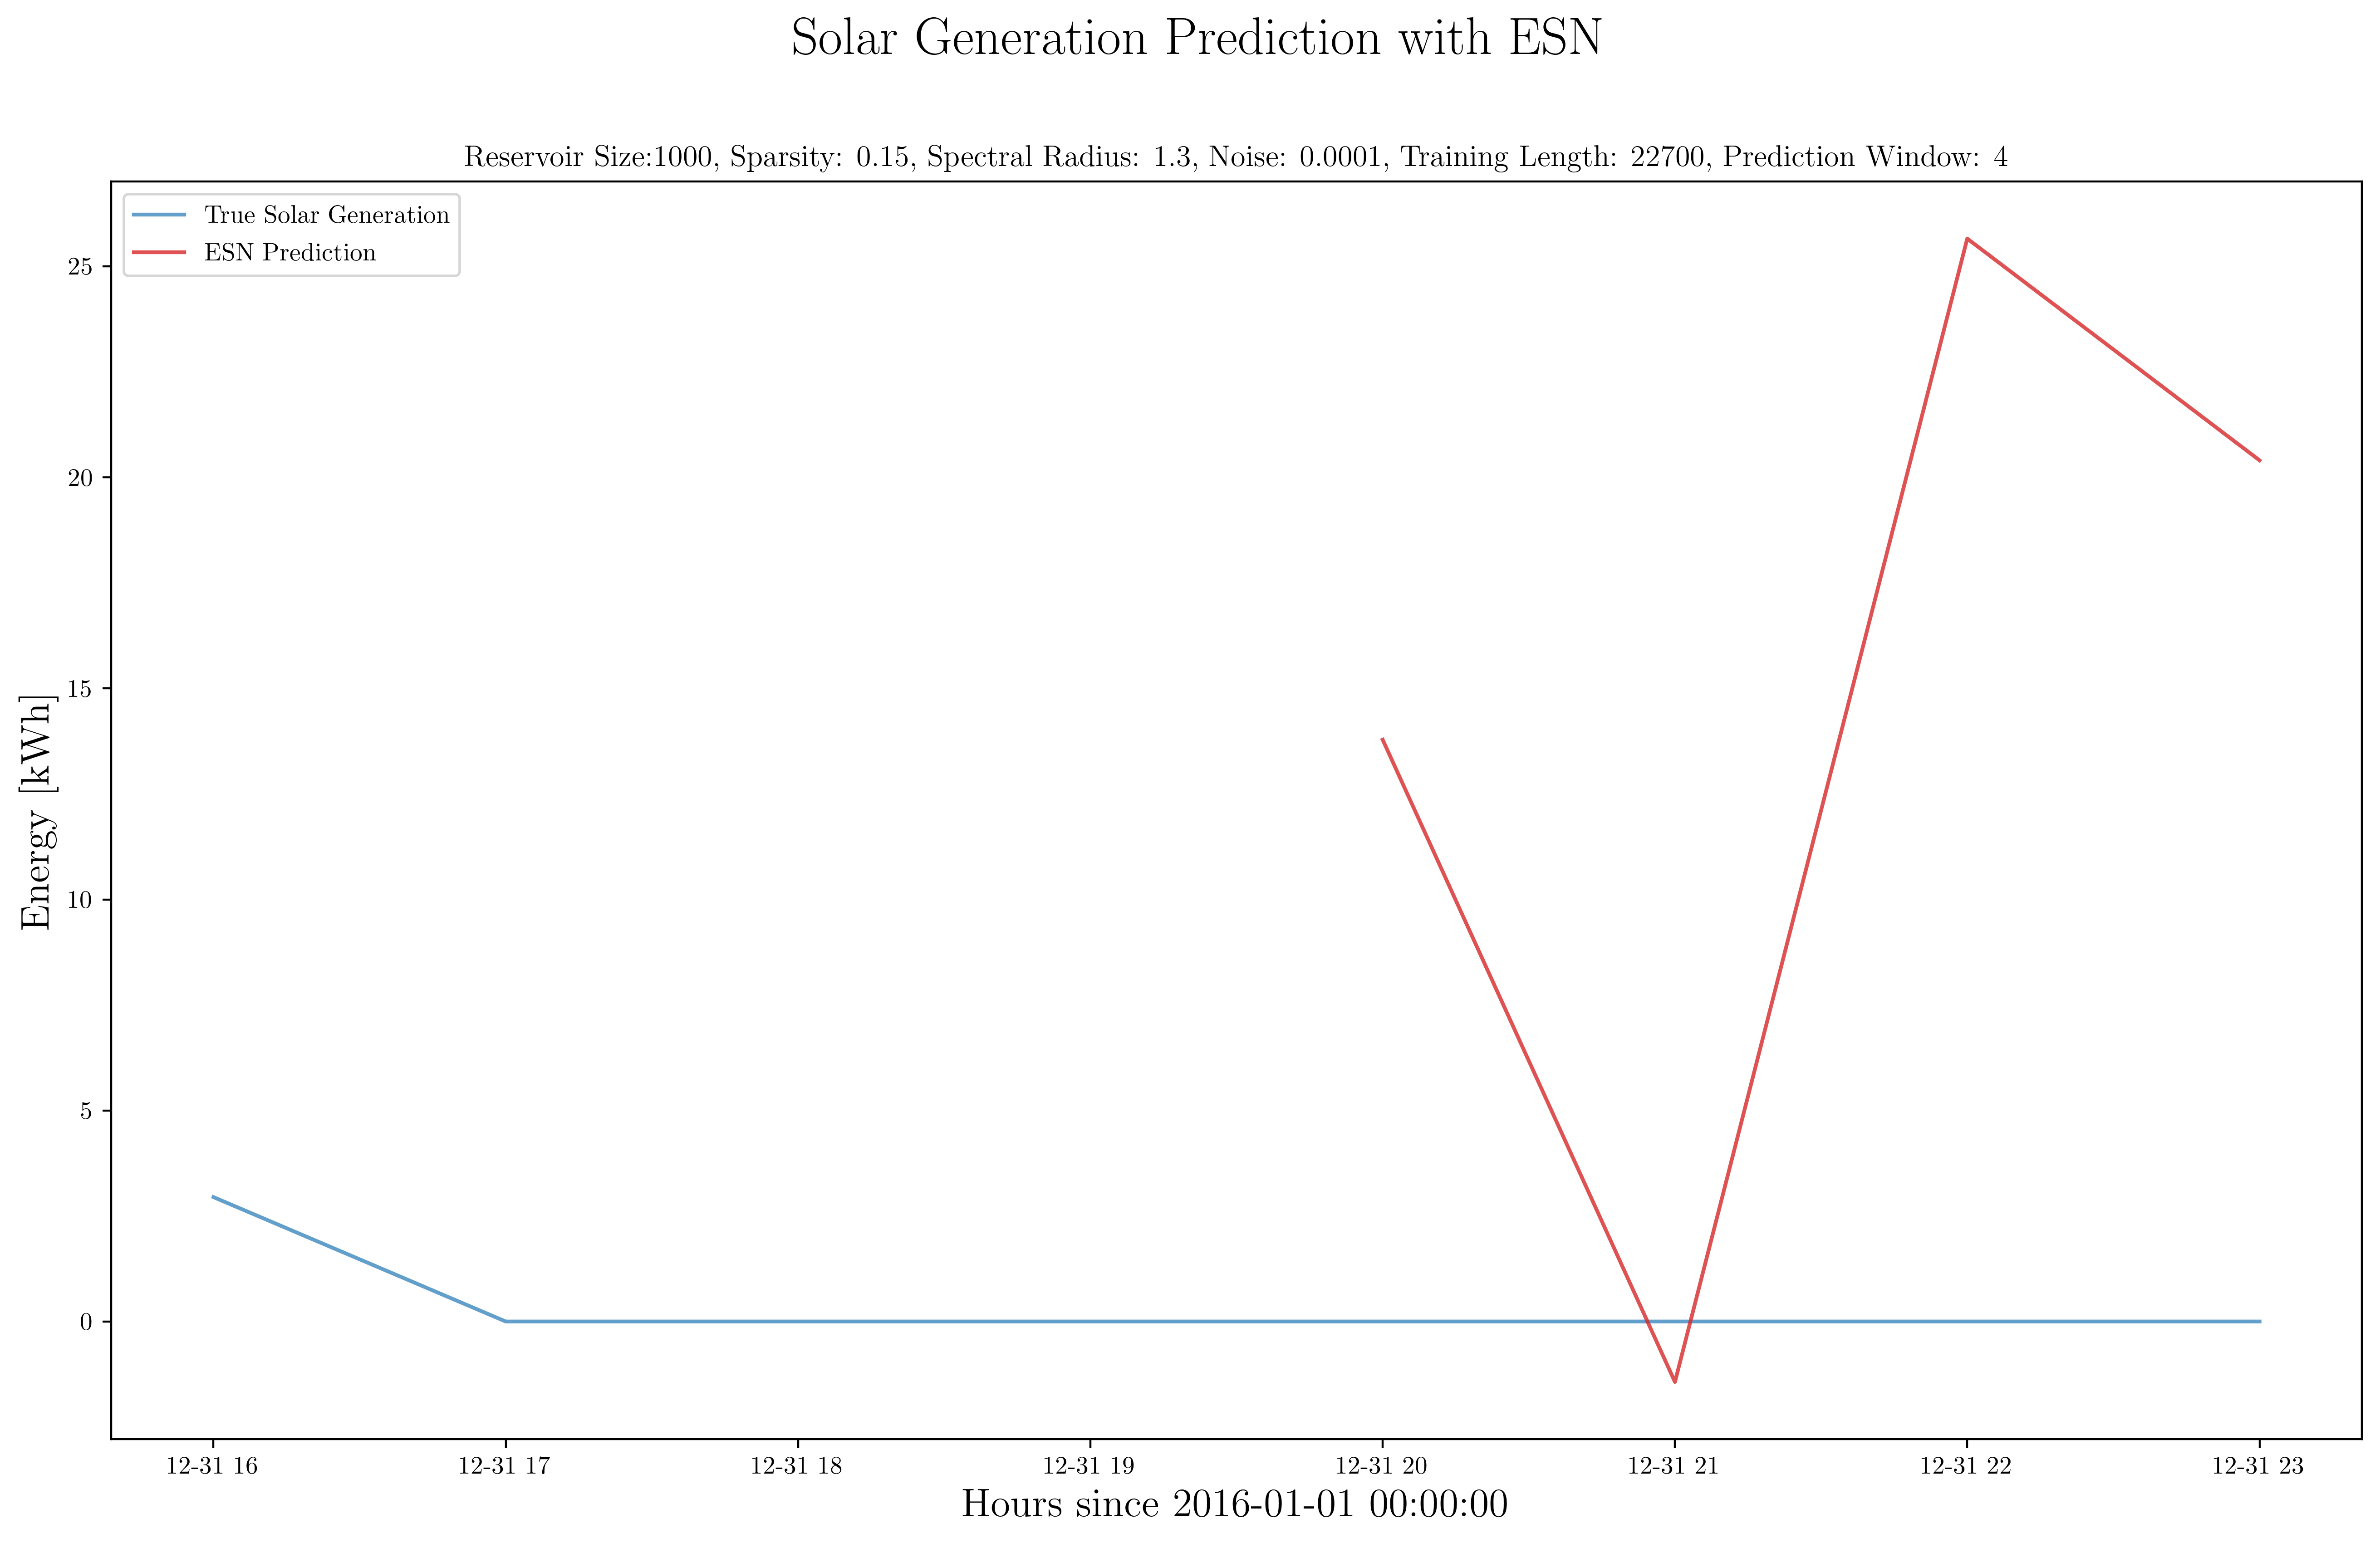 Solar Generation Prediction with ESN
Reservoir Size:1000, Sparsity: 0.15, Spectral Radius: 1.3, Noise: 0.0001, Training Length: 22700, Prediction Window: 4
True Solar Generation
ESN Prediction
25
20
15
10
5
0
Energy [kWh]
12-31 16 12-31 17 12-31 18 12-31 19 12-31 20 12-31 21 12-31 22 12-31 23
Hours since 2016-01-01 00:00:00